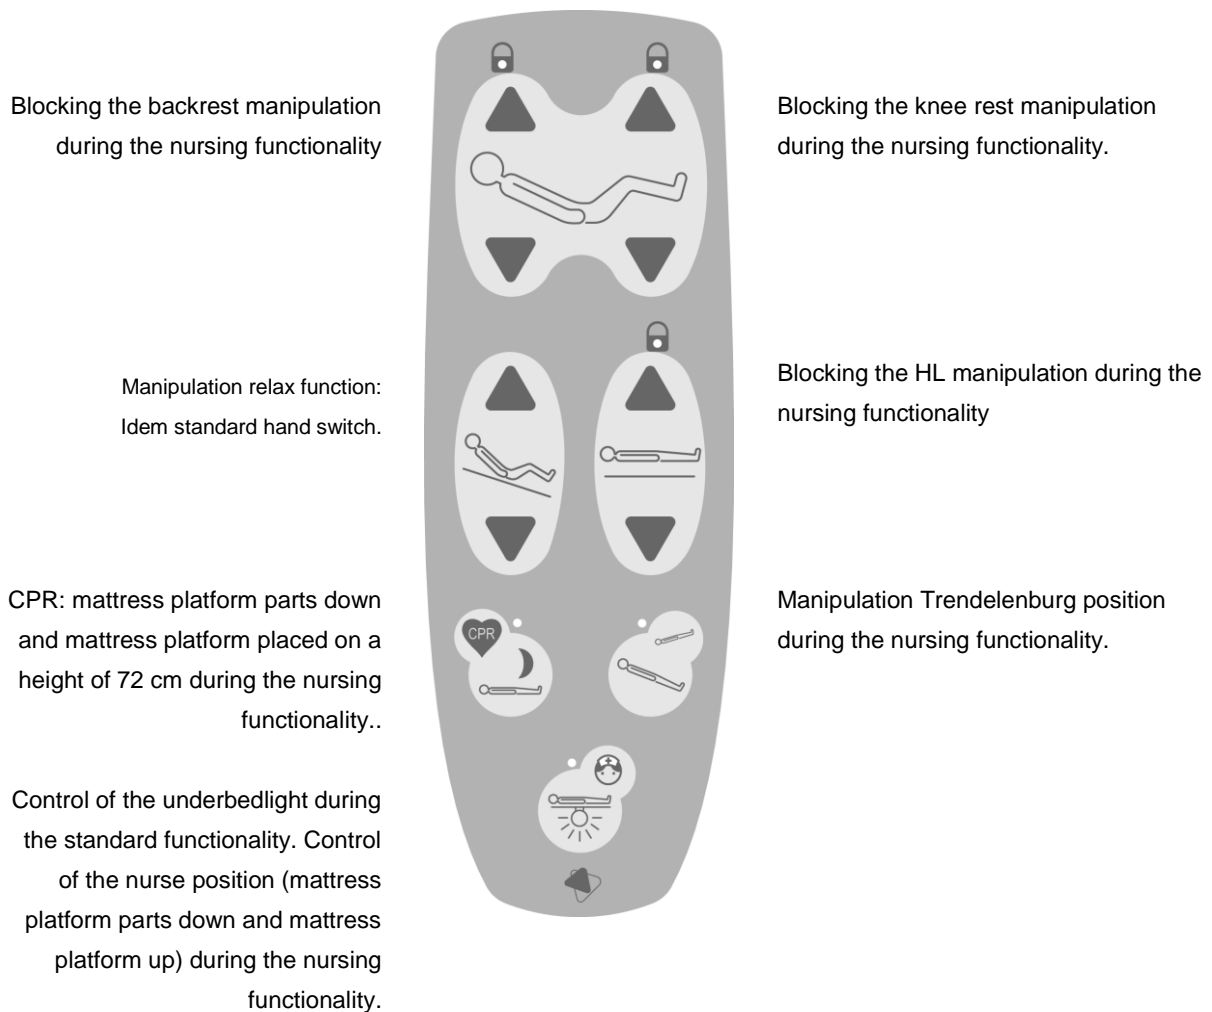 Blocking the backrest manipulation
during the nursing functionality
Blocking the knee rest manipulation
during the nursing functionality.
Manipulation relax function:
Idem standard hand switch.
Blocking the HL manipulation during the
nursing functionality
CPR: mattress platform parts down
and mattress platform placed on a
height of 72 cm during the nursing
functionality..
CPR
Manipulation Trendelenburg position
during the nursing functionality.
Control of the underbedlight during
the standard functionality. Control
of the nurse position (mattress
platform parts down and mattress
platform up) during the nursing
functionality.